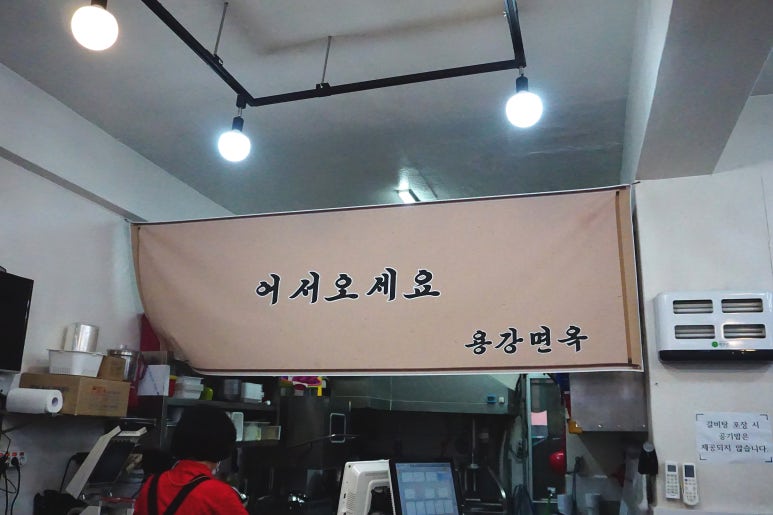 어서오세요
용강면옥
갈비탕 포장 시
공기밥은
제공되지 않습니다.